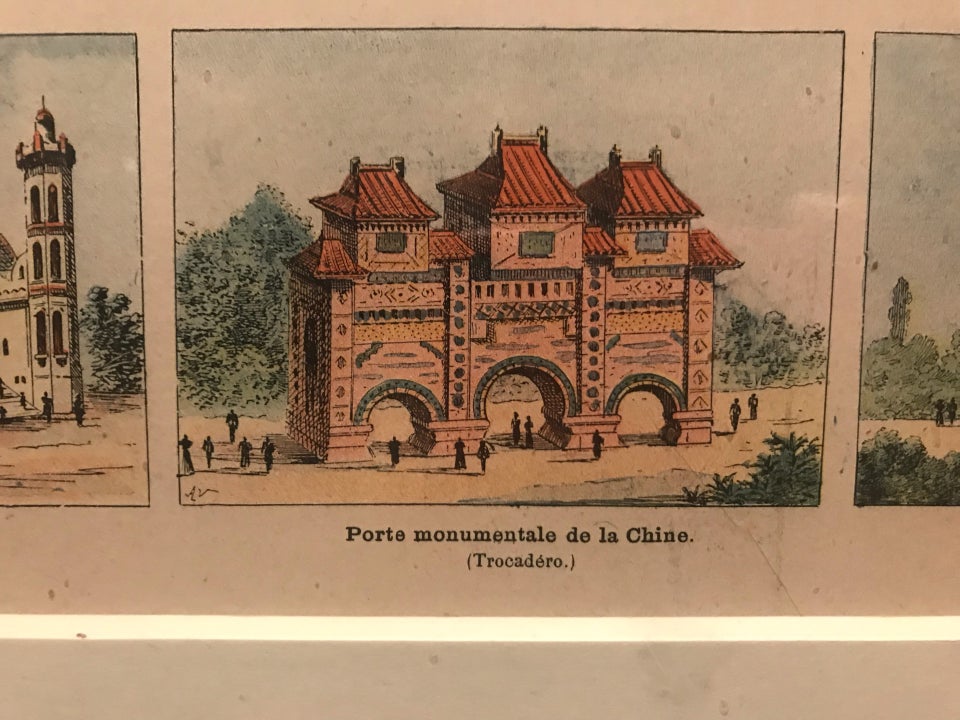 Porte monumentale de la Chine.
(Trocadéro.)